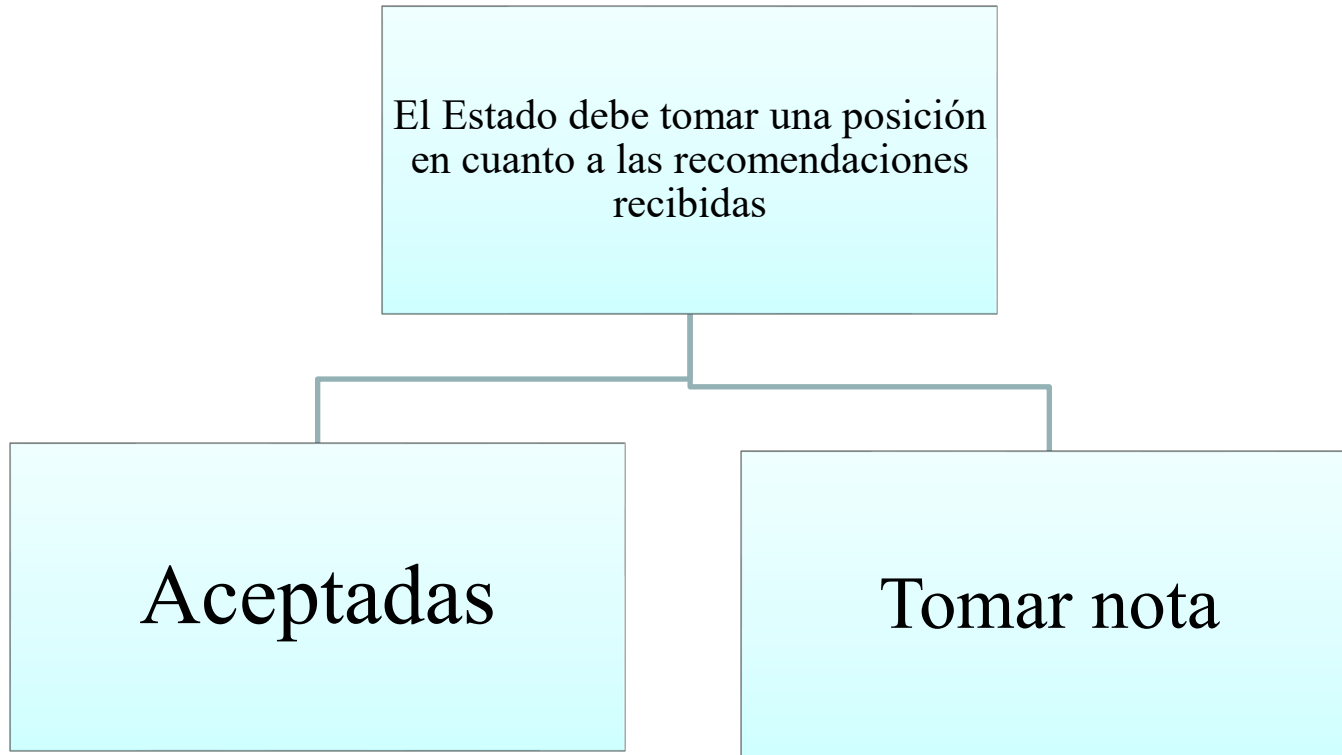 El Estado debe tomar una posición
en cuanto a las recomendaciones
recibidas
Aceptadas
Tomar nota